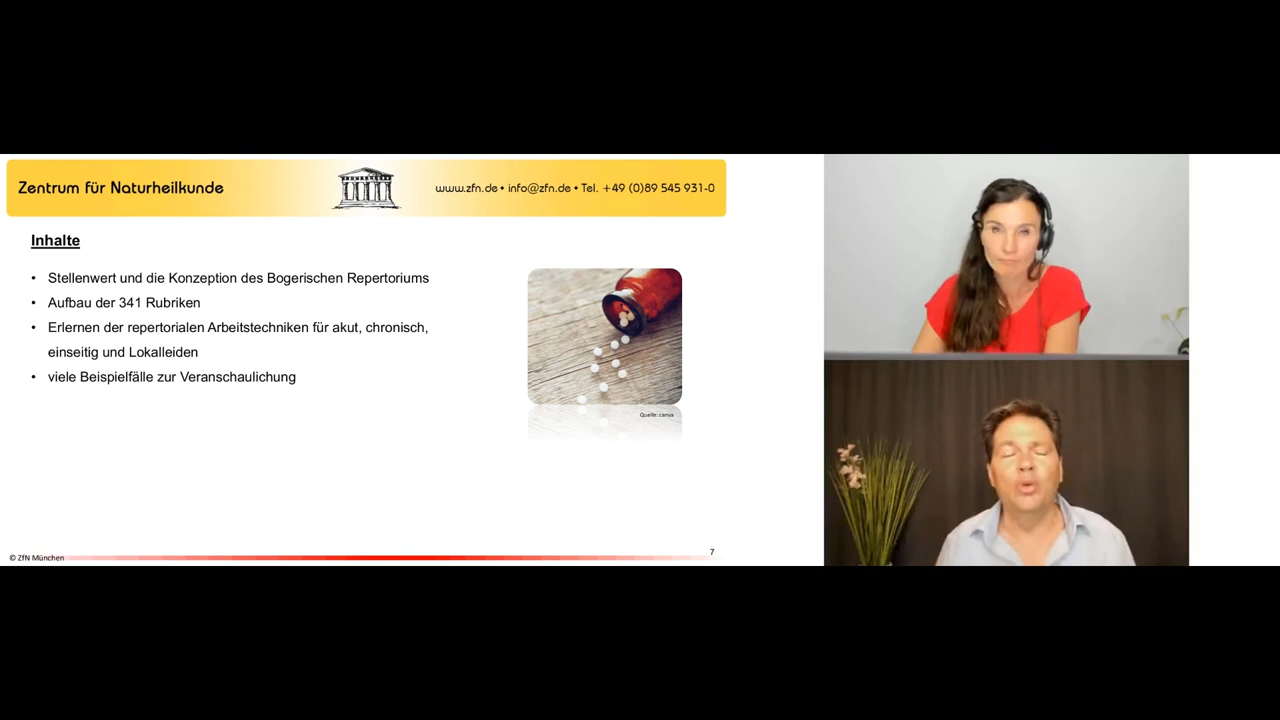 Zentrum für Naturheilkunde
www.zfn.de • info@zfn.de • Tel. +49 (0)89 545 931-0
Inhalte
• Stellenwert und die Konzeption des Bogerischen Repertoriums
• Aufbau der 341 Rubriken
• Erlernen der repertorialen Arbeitstechniken für akut, chronisch,
einseitig und Lokalleiden
• viele Beispielfälle zur Veranschaulichung
Quelle: canva
© ZfN München
7